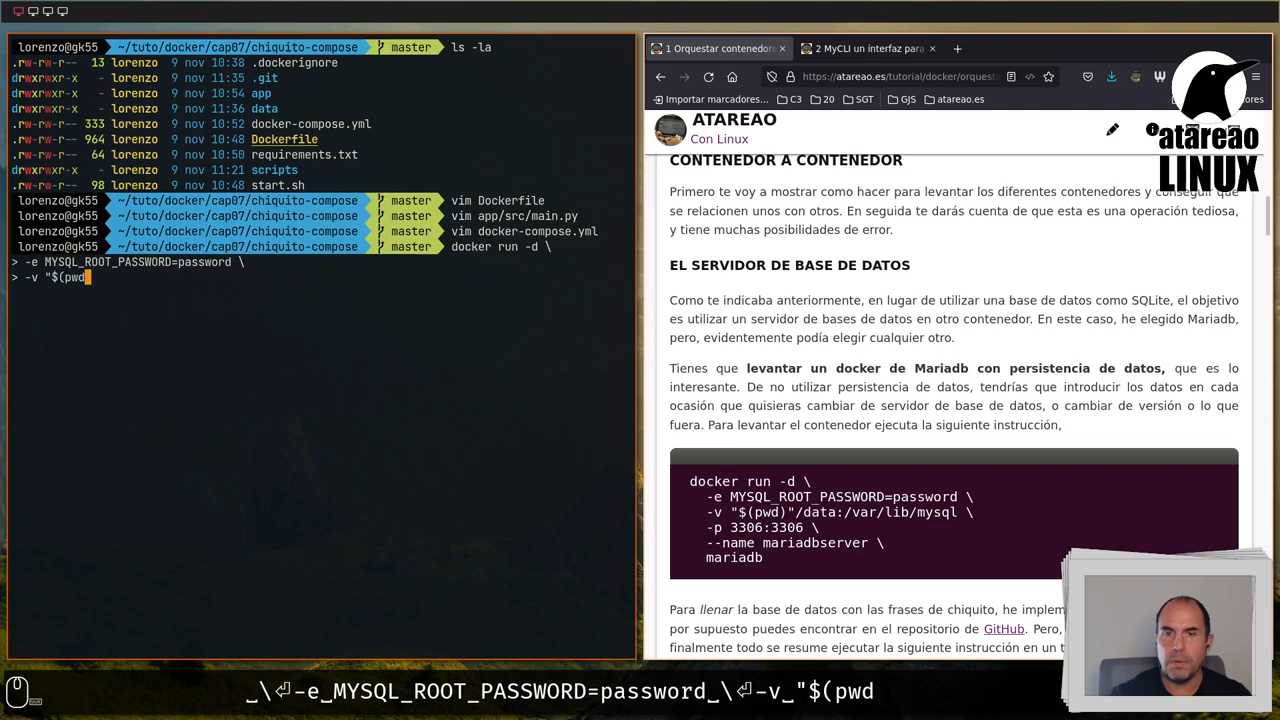 lorenzo@gk55 ~/tuto/docker/cap07/chiquito-compose master ls -la
.rw-rw-r-- 13 lorenzo 9 nov 10:38 .dockerignore
drwxrwxr-x - lorenzo 9 nov 11:35 .git
drwxrwxr-x - lorenzo 9 nov 10:54 app
drwxrwxr-x - lorenzo 9 nov 11:36 data
.rw-rw-r-- 333 lorenzo 9 nov 10:52 docker-compose.yml
.rw-rw-r-- 964 lorenzo 9 nov 10:48 Dockerfile
.rw-rw-r-- 64 lorenzo 9 nov 10:50 requirements.txt
drwxrwxr-x - lorenzo 9 nov 11:21 scripts
.rw-rw-r-- 98 lorenzo 9 nov 10:48 start.sh
lorenzo@gk55 ~/tuto/docker/cap07/chiquito-compose master vim Dockerfile
lorenzo@gk55 ~/tuto/docker/cap07/chiquito-compose master vim app/src/main.py
lorenzo@gk55 ~/tuto/docker/cap07/chiquito-compose master vim docker-compose.yml
lorenzo@gk55 ~/tuto/docker/cap07/chiquito-compose master docker run -d \
> -e MYSQL_ROOT_PASSWORD=password \
> -v "$(pwd
1 Orquestar contenedore
2 MyCLI un interfaz para
https://atareao.es/tutorial/docker/orquest
Importar marcadores... C3 20 SGT GJS atareao.es
ores
atareao
LINUX
ATAREAO
Con Linux
CONTENEDOR A CONTENEDOR
Primero te voy a mostrar como hacer para levantar los diferentes contenedores y conseguir que
se relacionen unos con otros. En seguida te darás cuenta de que esta es una operación tediosa,
y tiene muchas posibilidades de error.
EL SERVIDOR DE BASE DE DATOS
Como te indicaba anteriormente, en lugar de utilizar una base de datos como SQLite, el objetivo
es utilizar un servidor de bases de datos en otro contenedor. En este caso, he elegido Mariadb,
pero, evidentemente podía elegir cualquier otro.
Tienes que levantar un docker de Mariadb con persistencia de datos, que es lo
interesante. De no utilizar persistencia de datos, tendrías que introducir los datos en cada
ocasión que quisieras cambiar de servidor de base de datos, o cambiar de versión o lo que
fuera. Para levantar el contenedor ejecuta la siguiente instrucción,
docker run -d \
-e MYSQL_ROOT_PASSWORD=password \
-v "$(pwd)"/data:/var/lib/mysql \
-p 3306:3306 \
--name mariadbserver \
mariadb
Para llenar la base de datos con las frases de chiquito, he implem
por supuesto puedes encontrar en el repositorio de GitHub. Pero,
finalmente todo se resume ejecutar la siguiente instrucción en un t
␣\⏎-e␣MYSQL_ROOT_PASSWORD=password␣\⏎-v␣"$(pwd